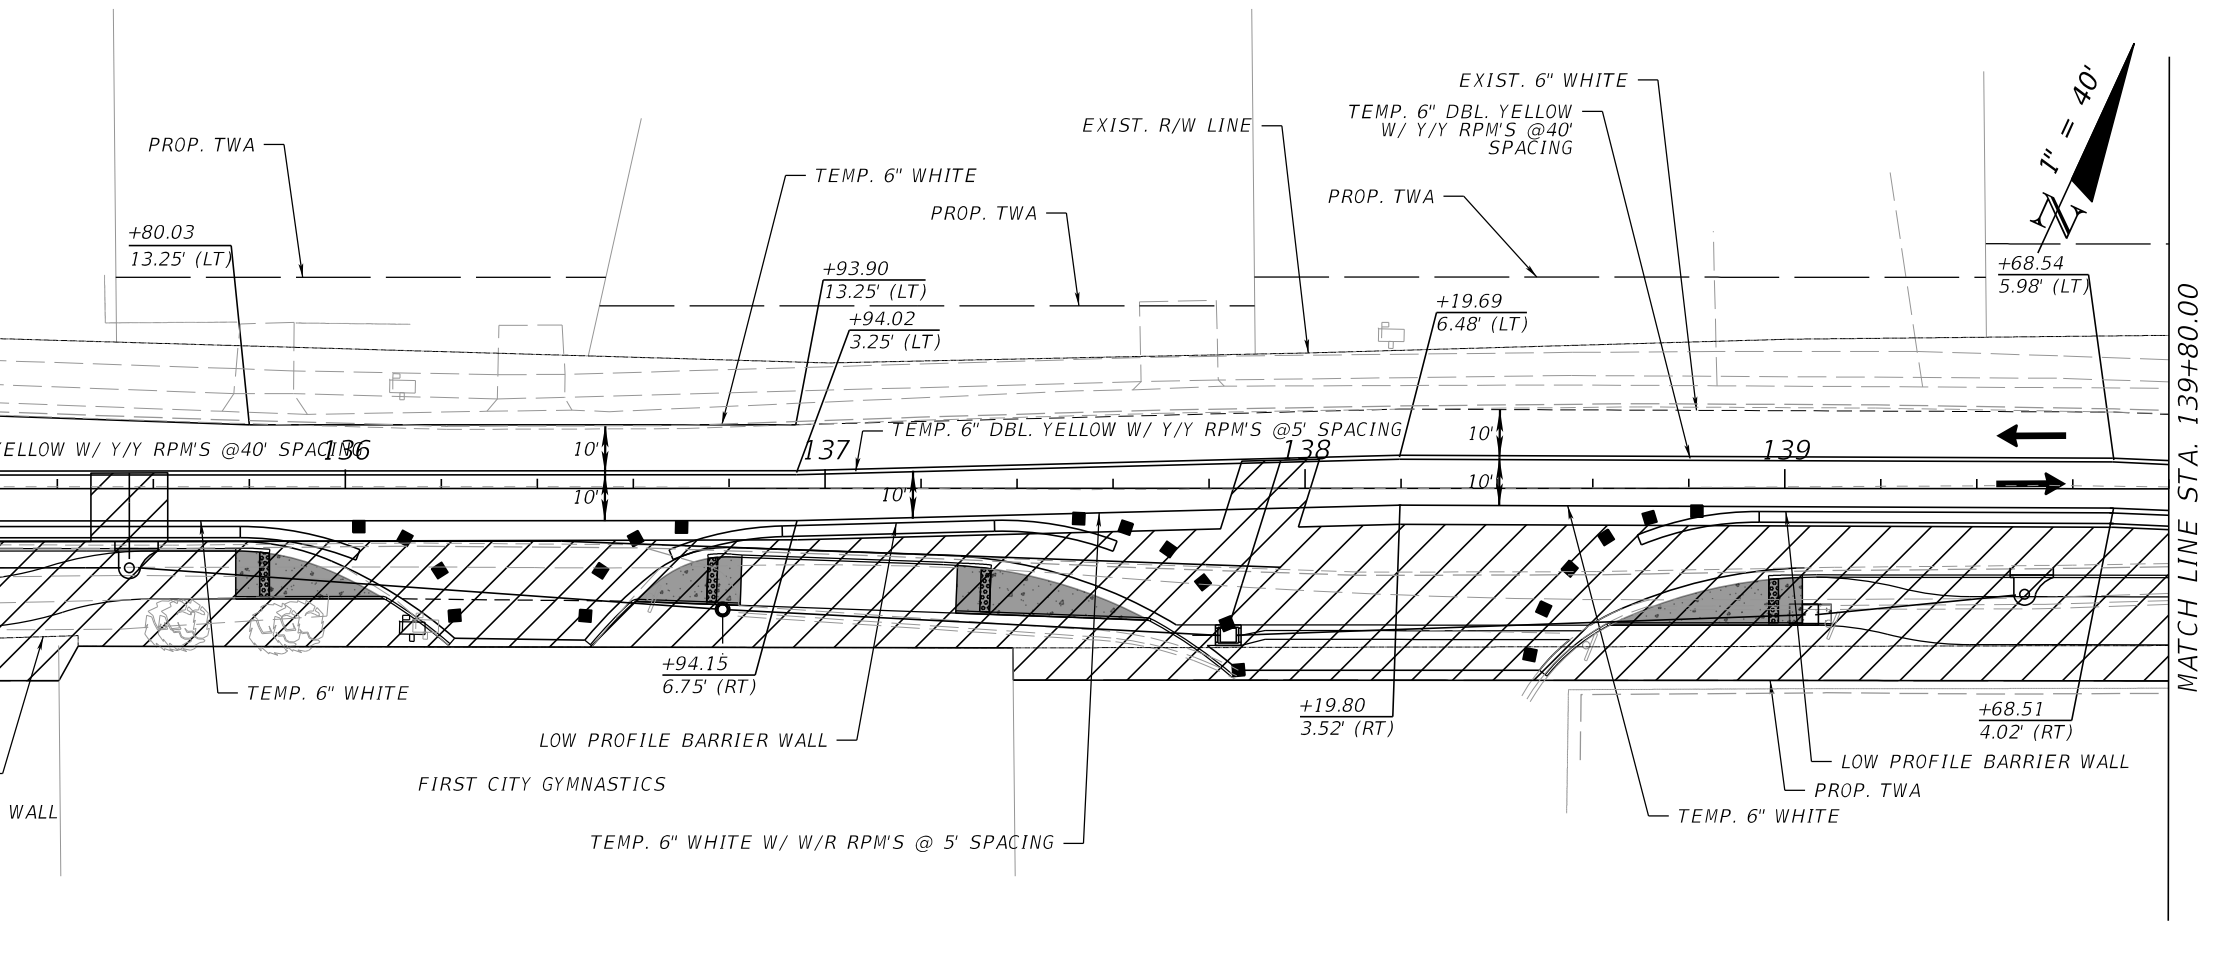 EXIST. 6" WHITE
TEMP. 6" DBL. YELLOW
W/ Y/Y RPM'S @40'
SPACING
EXIST. R/W LINE
PROP. TWA
TEMP. 6" WHITE
PROP. TWA
PROP. TWA
1" = 40'
N
+80.03
13.25' (LT)
+93.90
13.25' (LT)
+94.02
3.25' (LT)
+19.69
6.48' (LT)
+68.54
5.98' (LT)
MATCH LINE STA. 139+80.00
YELLOW W/ Y/Y RPM'S @40' SPACING
136
10'
137
TEMP. 6" DBL. YELLOW W/ Y/Y RPM'S @5' SPACING
138
10'
139
10'
10'
10'
+94.15
6.75' (RT)
TEMP. 6" WHITE
+19.80
3.52' (RT)
+68.51
4.02' (RT)
LOW PROFILE BARRIER WALL
LOW PROFILE BARRIER WALL
FIRST CITY GYMNASTICS
PROP. TWA
WALL
TEMP. 6" WHITE
TEMP. 6" WHITE W/ W/R RPM'S @ 5' SPACING